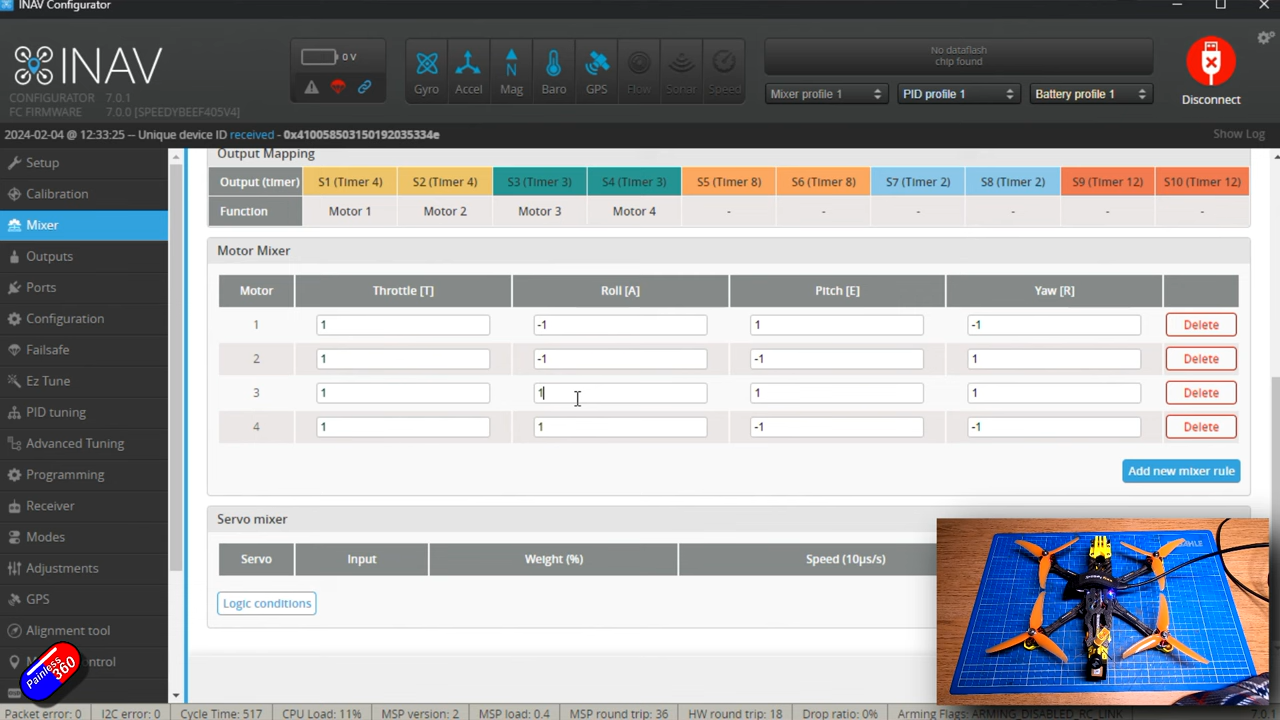 INAV Configurator
INAV
CONFIGURATOR 7.0.1
FC FIRMWARE 7.0.0 [SPEEDYBEEF405V4]
0 V
Gyro Accel Mag Baro GPS Flow Sonar Speed
No dataflash
chip found
Mixer profile 1 PID profile 1 Battery profile 1
Disconnect
2024-02-04 @ 12:33:25 -- Unique device ID received - 0x410058503150192035334e
Show Log
Setup
Calibration
Mixer
Outputs
Ports
Configuration
Failsafe
Ez Tune
PID tuning
Advanced Tuning
Programming
Receiver
Modes
Adjustments
GPS
Alignment tool
Control
Painless360
Output Mapping
Output (timer) S1 (Timer 4) S2 (Timer 4) S3 (Timer 3) S4 (Timer 3) S5 (Timer 8) S6 (Timer 8) S7 (Timer 2) S8 (Timer 2) S9 (Timer 12) S10 (Timer 12)
Function Motor 1 Motor 2 Motor 3 Motor 4 - - - - - -
Motor Mixer
Motor Throttle [T] Roll [A] Pitch [E] Yaw [R]
1 1 -1 1 -1 Delete
2 1 -1 -1 1 Delete
3 1 1 1 1 Delete
4 1 1 -1 -1 Delete
Add new mixer rule
Servo mixer
Servo Input Weight (%) Speed (10µs/s)
Logic conditions
Packet error: 0 I2C error: 0 Cycle Time: 517 CPU Load: 11% MSP version: 2 MSP load: 0.4 MSP round trip: 36 HW round trip: 18 Drop ratio: 0% Arming Flags: ARMING_DISABLED_RC_LINK 7.0.1